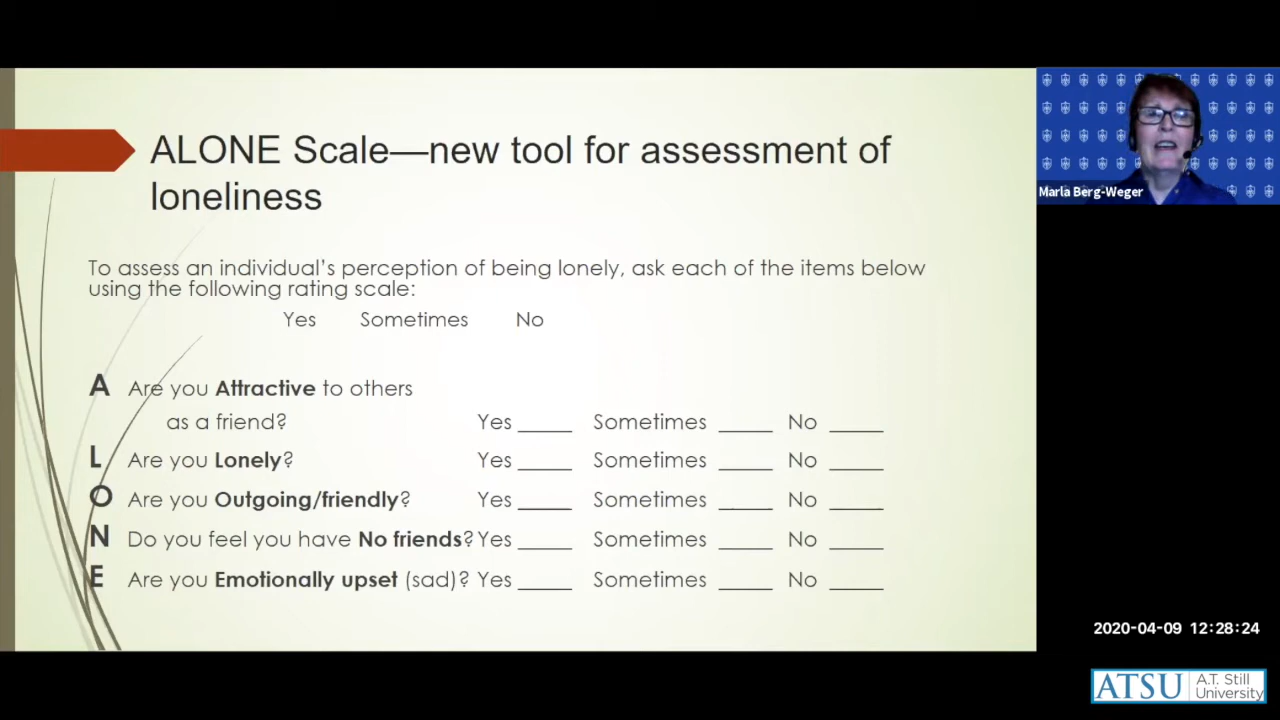 ALONE Scale—new tool for assessment of
loneliness
To assess an individual's perception of being lonely, ask each of the items below
using the following rating scale:
Yes Sometimes No
A Are you Attractive to others
as a friend? Yes _____ Sometimes _____ No _____
L Are you Lonely? Yes _____ Sometimes _____ No _____
O Are you Outgoing/friendly? Yes _____ Sometimes _____ No _____
N Do you feel you have No friends? Yes _____ Sometimes _____ No _____
E Are you Emotionally upset (sad)? Yes _____ Sometimes _____ No _____
Marla Berg-Weger
2020-04-09 12:28:24
ATSU A.T. Still
University